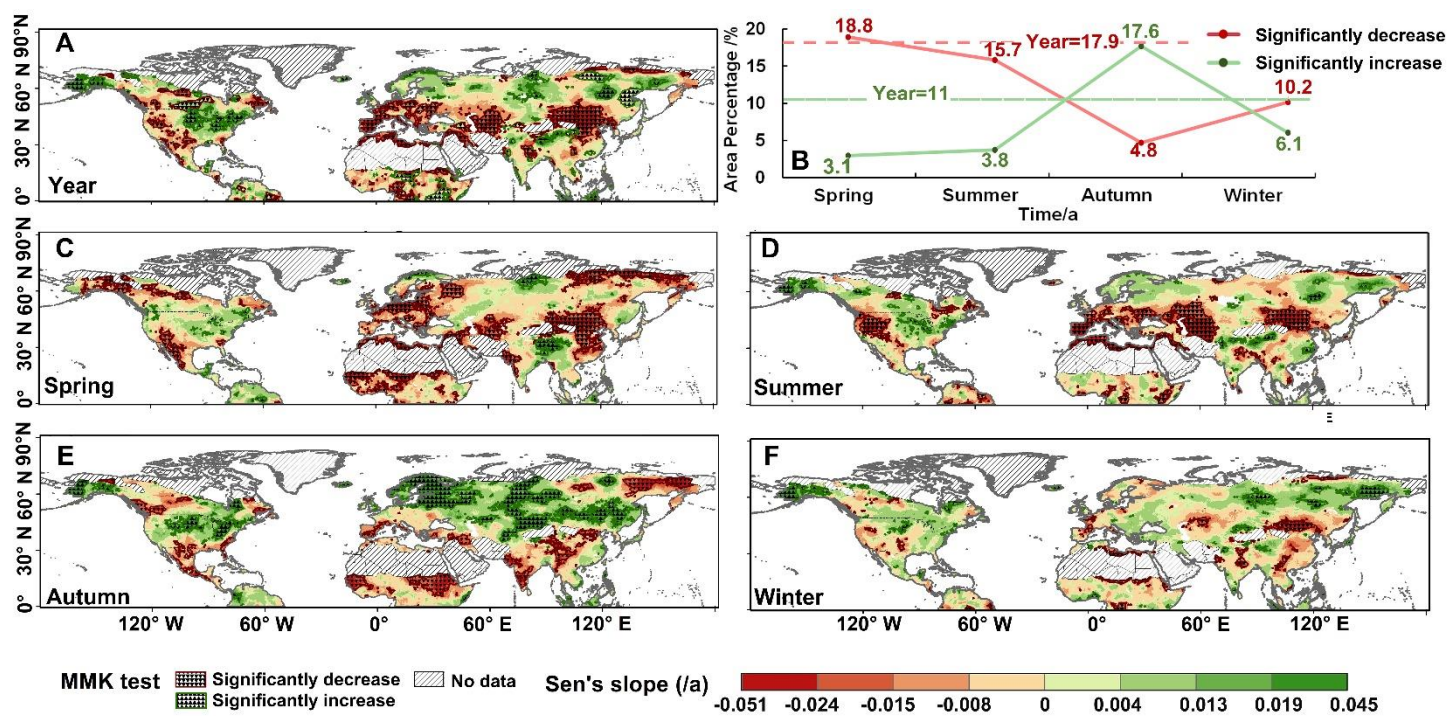 A
90°N
60° N
30° N
0°
Year
20
15
10
5
0
Area Percentage /%
18.8
Year=17.9
15.7
17.6
Year=11
10.2
3.1
3.8
4.8
6.1
B
Significantly decrease
Significantly increase
Spring Summer Autumn Winter
Time/a
C
90°N
60° N
30° N
0°
Spring
D
Summer
E
90°N
60° N
30° N
0°
Autumn
F
Winter
120° W 60° W 0° 60° E 120° E
120° W 60° W 0° 60° E 120° E
MMK test
Significantly decrease
Significantly increase
No data
Sen's slope (/a)
-0.051 -0.024 -0.015 -0.008 0 0.004 0.013 0.019 0.045